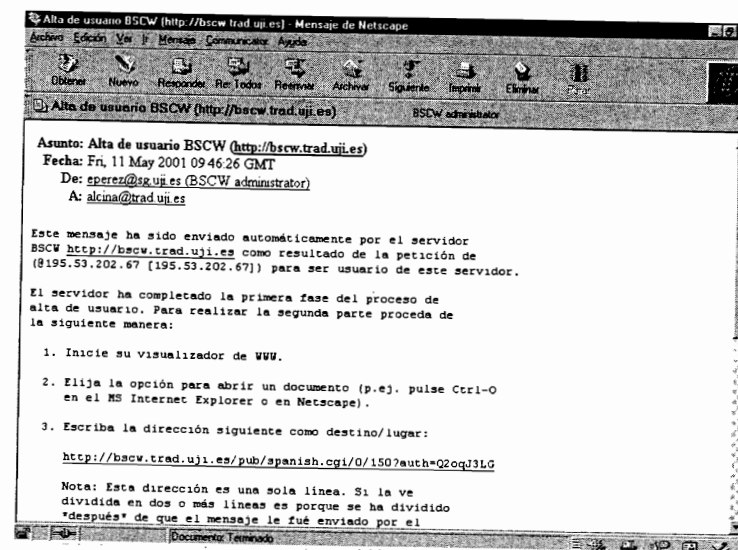 Alta de usuario BSCW (http://bscw.trad.uji.es) - Mensaje de Netscape
Archivo Edición Ver Ir Mensaje Communicator Ayuda
Obtener Nuevo Responder Re: Todos Reenviar Archivar Siguiente Imprimir Eliminar Parar
Alta de usuario BSCW (http://bscw.trad.uji.es) BSCW administrator
Asunto: Alta de usuario BSCW (http://bscw.trad.uji.es)
Fecha: Fri, 11 May 2001 09:46:26 GMT
De: eperez@sg.uji.es (BSCW administrator)
A: alcina@trad.uji.es
Este mensaje ha sido enviado automáticamente por el servidor
BSCW http://bscw.trad.uji.es como resultado de la petición de
(@195.53.202.67 [195.53.202.67]) para ser usuario de este servidor.
El servidor ha completado la primera fase del proceso de
alta de usuario. Para realizar la segunda parte proceda de
la siguiente manera:
1. Inicie su visualizador de WWW.
2. Elija la opción para abrir un documento (p.ej. pulse Ctrl-O
en el MS Internet Explorer o en Netscape).
3. Escriba la dirección siguiente como destino/lugar:
http://bscw.trad.uji.es/pub/spanish.cgi/0/150?auth=Q2oqJ3LG
Nota: Esta dirección es una sola línea. Si la ve
dividida en dos o más líneas es porque se ha dividido
*después* de que el mensaje le fué enviado por el
Documento: Terminado